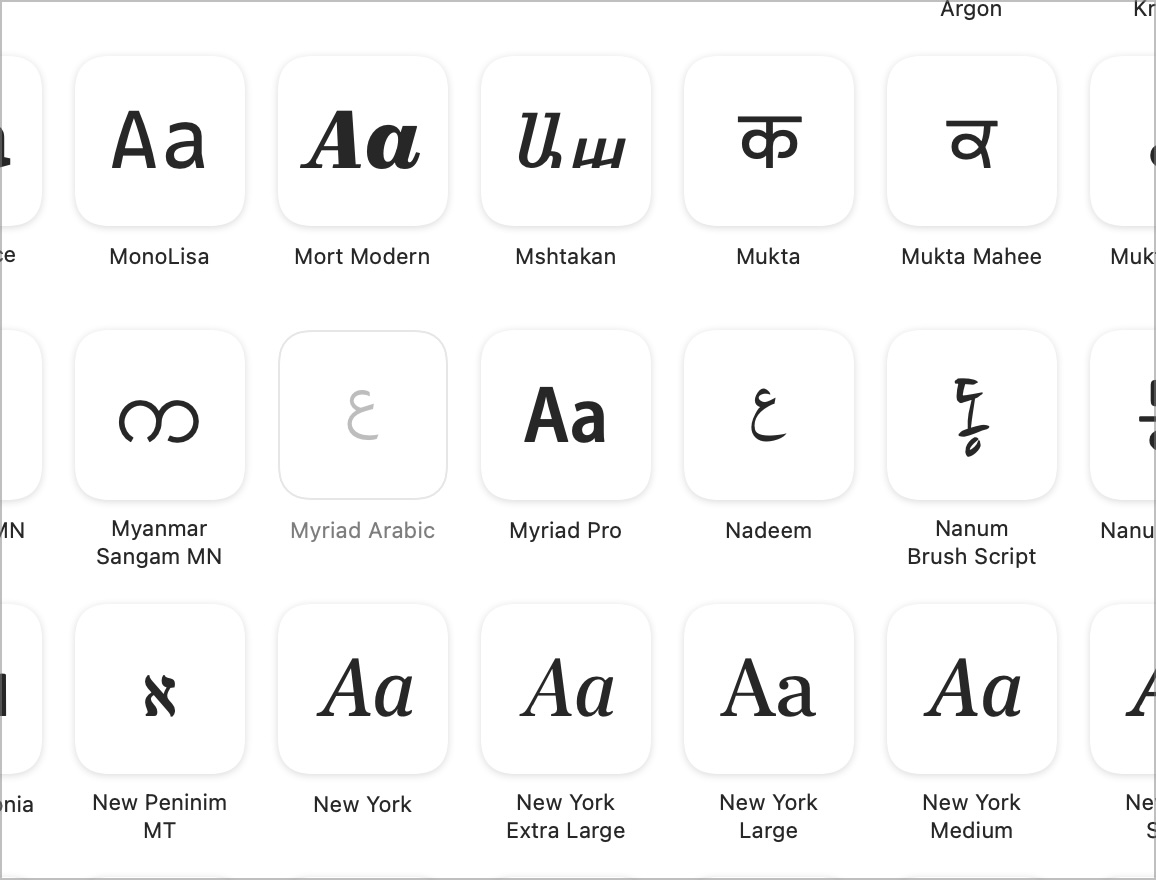 Argon
Aa Aa Աա क ਕ
MonoLisa Mort Modern Mshtakan Mukta Mukta Mahee
က ع Aa ع
Myanmar
Sangam MN
Myriad Arabic Myriad Pro Nadeem
Nanum
Brush Script
א Aa Aa Aa Aa
New Peninim
MT
New York
New York
Extra Large
New York
Large
New York
Medium